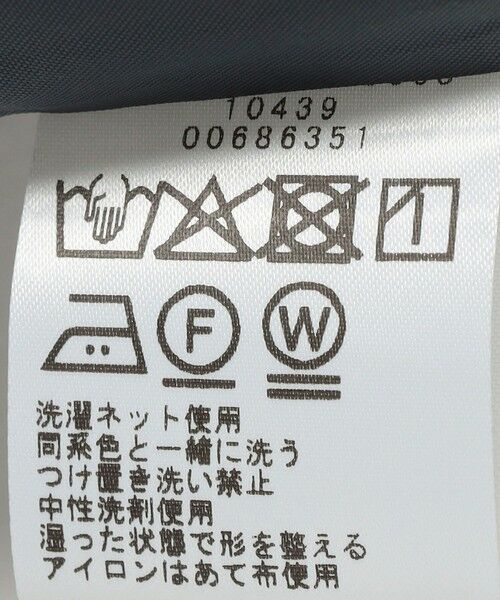 10439
00686351
F
W
洗濯ネット使用
同系色と一緒に洗う
つけ置き洗い禁止
中性洗剤使用
湿った状態で形を整える
アイロンはあて布使用